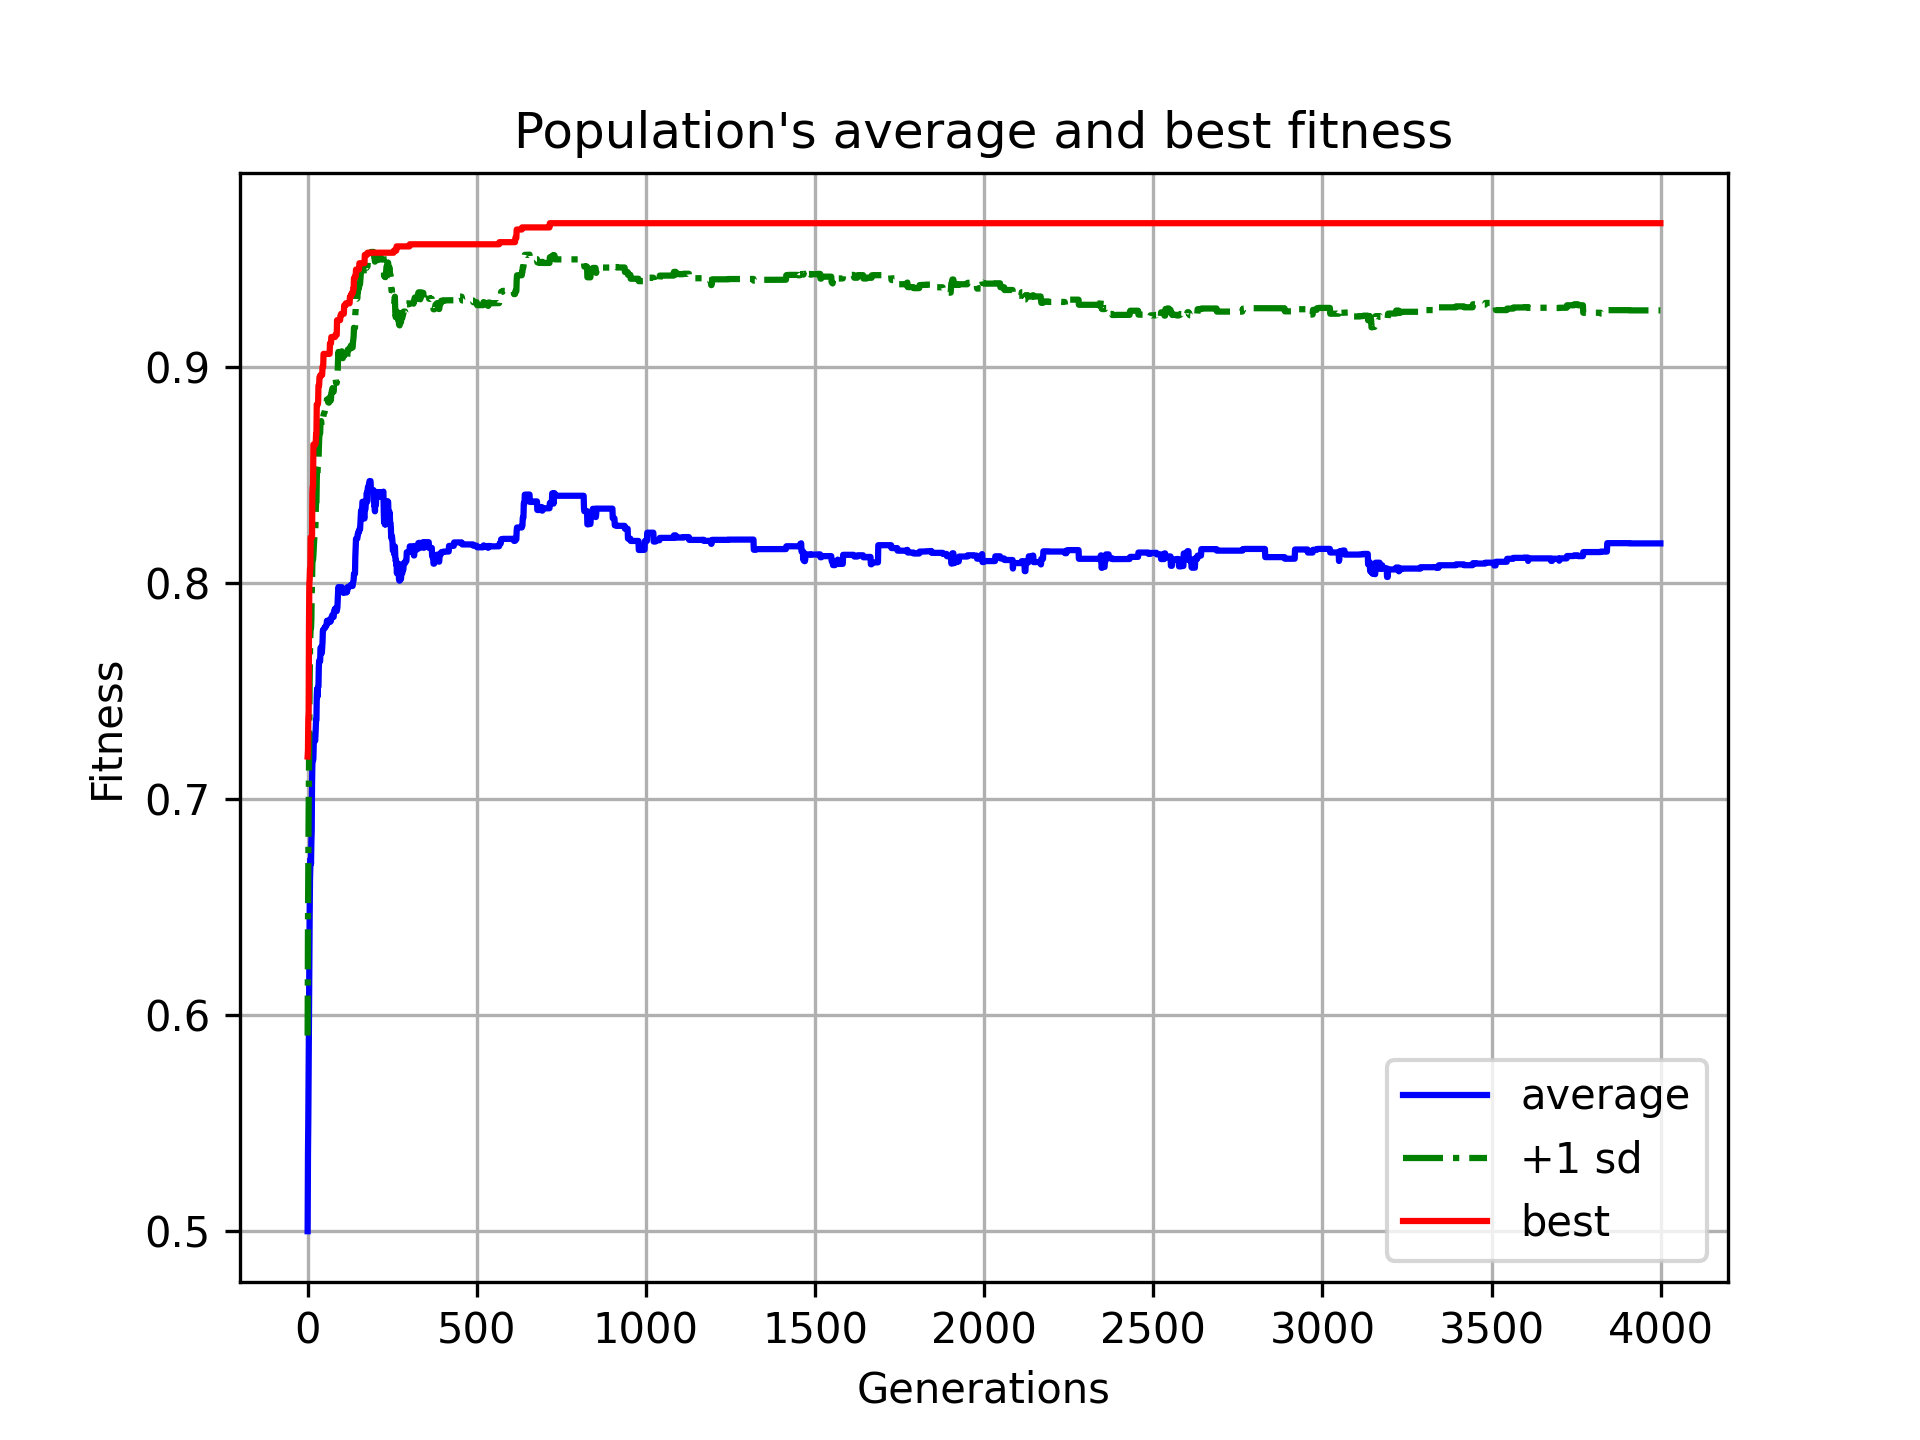 Population's average and best fitness
Fitness
0.9
0.8
0.7
0.6
0.5
average
+1 sd
best
0 500 1000 1500 2000 2500 3000 3500 4000
Generations